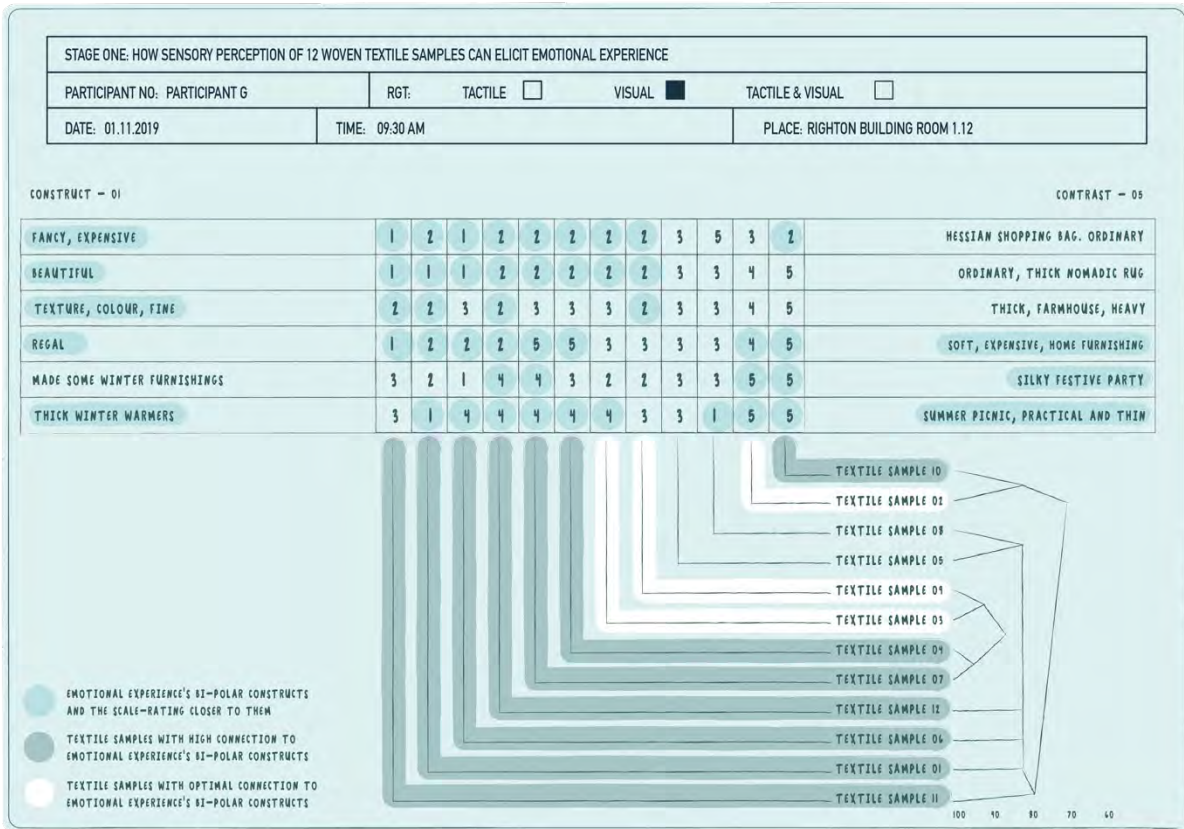 STAGE ONE: HOW SENSORY PERCEPTION OF 12 WOVEN TEXTILE SAMPLES CAN ELICIT EMOTIONAL EXPERIENCE
PARTICIPANT NO: PARTICIPANT G RGT: TACTILE VISUAL TACTILE & VISUAL
DATE: 01.11.2019 TIME: 09:30 AM PLACE: RIGHTON BUILDING ROOM 1.12
CONSTRUCT - 01 CONTRAST - 05
FANCY, EXPENSIVE 1 2 1 2 2 2 2 2 3 5 3 2 HESSIAN SHOPPING BAG. ORDINARY
BEAUTIFUL 1 1 1 2 2 2 2 2 3 3 4 5 ORDINARY, THICK NOMADIC RUG
TEXTURE, COLOUR, FINE 2 2 3 2 3 3 3 2 3 3 4 5 THICK, FARMHOUSE, HEAVY
REGAL 1 2 2 2 5 5 3 3 3 3 4 5 SOFT, EXPENSIVE, HOME FURNISHING
MADE SOME WINTER FURNISHINGS 3 2 1 4 4 3 2 2 3 3 5 5 SILKY FESTIVE PARTY
THICK WINTER WARMERS 3 1 4 4 4 4 4 3 3 1 5 5 SUMMER PICNIC, PRACTICAL AND THIN
TEXTILE SAMPLE 10
TEXTILE SAMPLE 02
TEXTILE SAMPLE 08
TEXTILE SAMPLE 05
TEXTILE SAMPLE 09
TEXTILE SAMPLE 03
TEXTILE SAMPLE 04
TEXTILE SAMPLE 07
TEXTILE SAMPLE 12
TEXTILE SAMPLE 06
TEXTILE SAMPLE 01
TEXTILE SAMPLE 11
100 90 80 70 60
EMOTIONAL EXPERIENCE'S BI-POLAR CONSTRUCTS
AND THE SCALE-RATING CLOSER TO THEM
TEXTILE SAMPLES WITH HIGH CONNECTION TO
EMOTIONAL EXPERIENCE'S BI-POLAR CONSTRUCTS
TEXTILE SAMPLES WITH OPTIMAL CONNECTION TO
EMOTIONAL EXPERIENCE'S BI-POLAR CONSTRUCTS